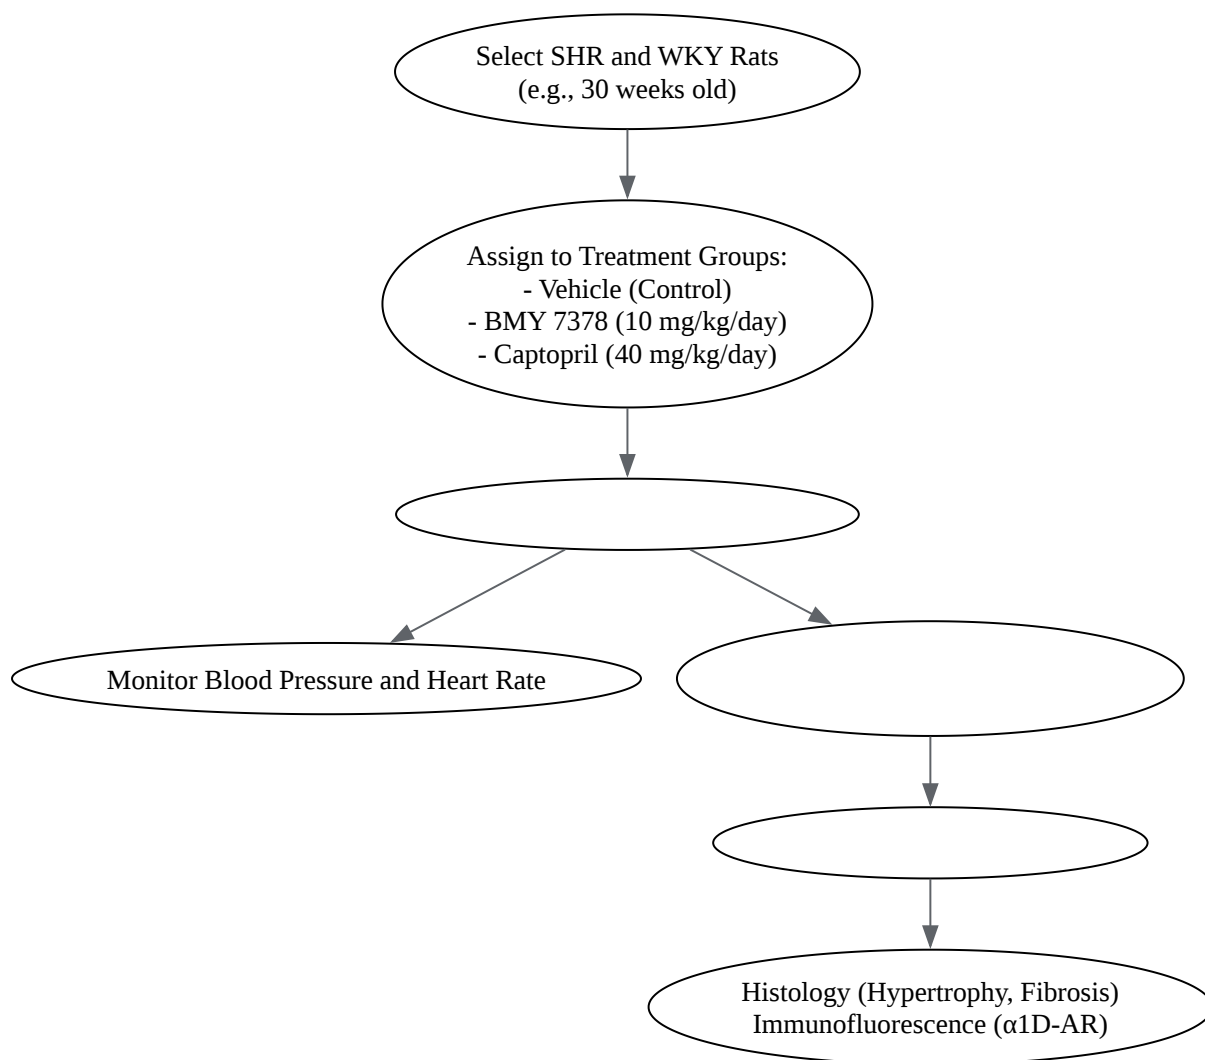 Select SHR and WKY Rats
(e.g., 30 weeks old)
Assign to Treatment Groups:
- Vehicle (Control)
- BMY 7378 (10 mg/kg/day)
- Captopril (40 mg/kg/day)
Monitor Blood Pressure and Heart Rate
Histology (Hypertrophy, Fibrosis)
Immunofluorescence (α1D-AR)